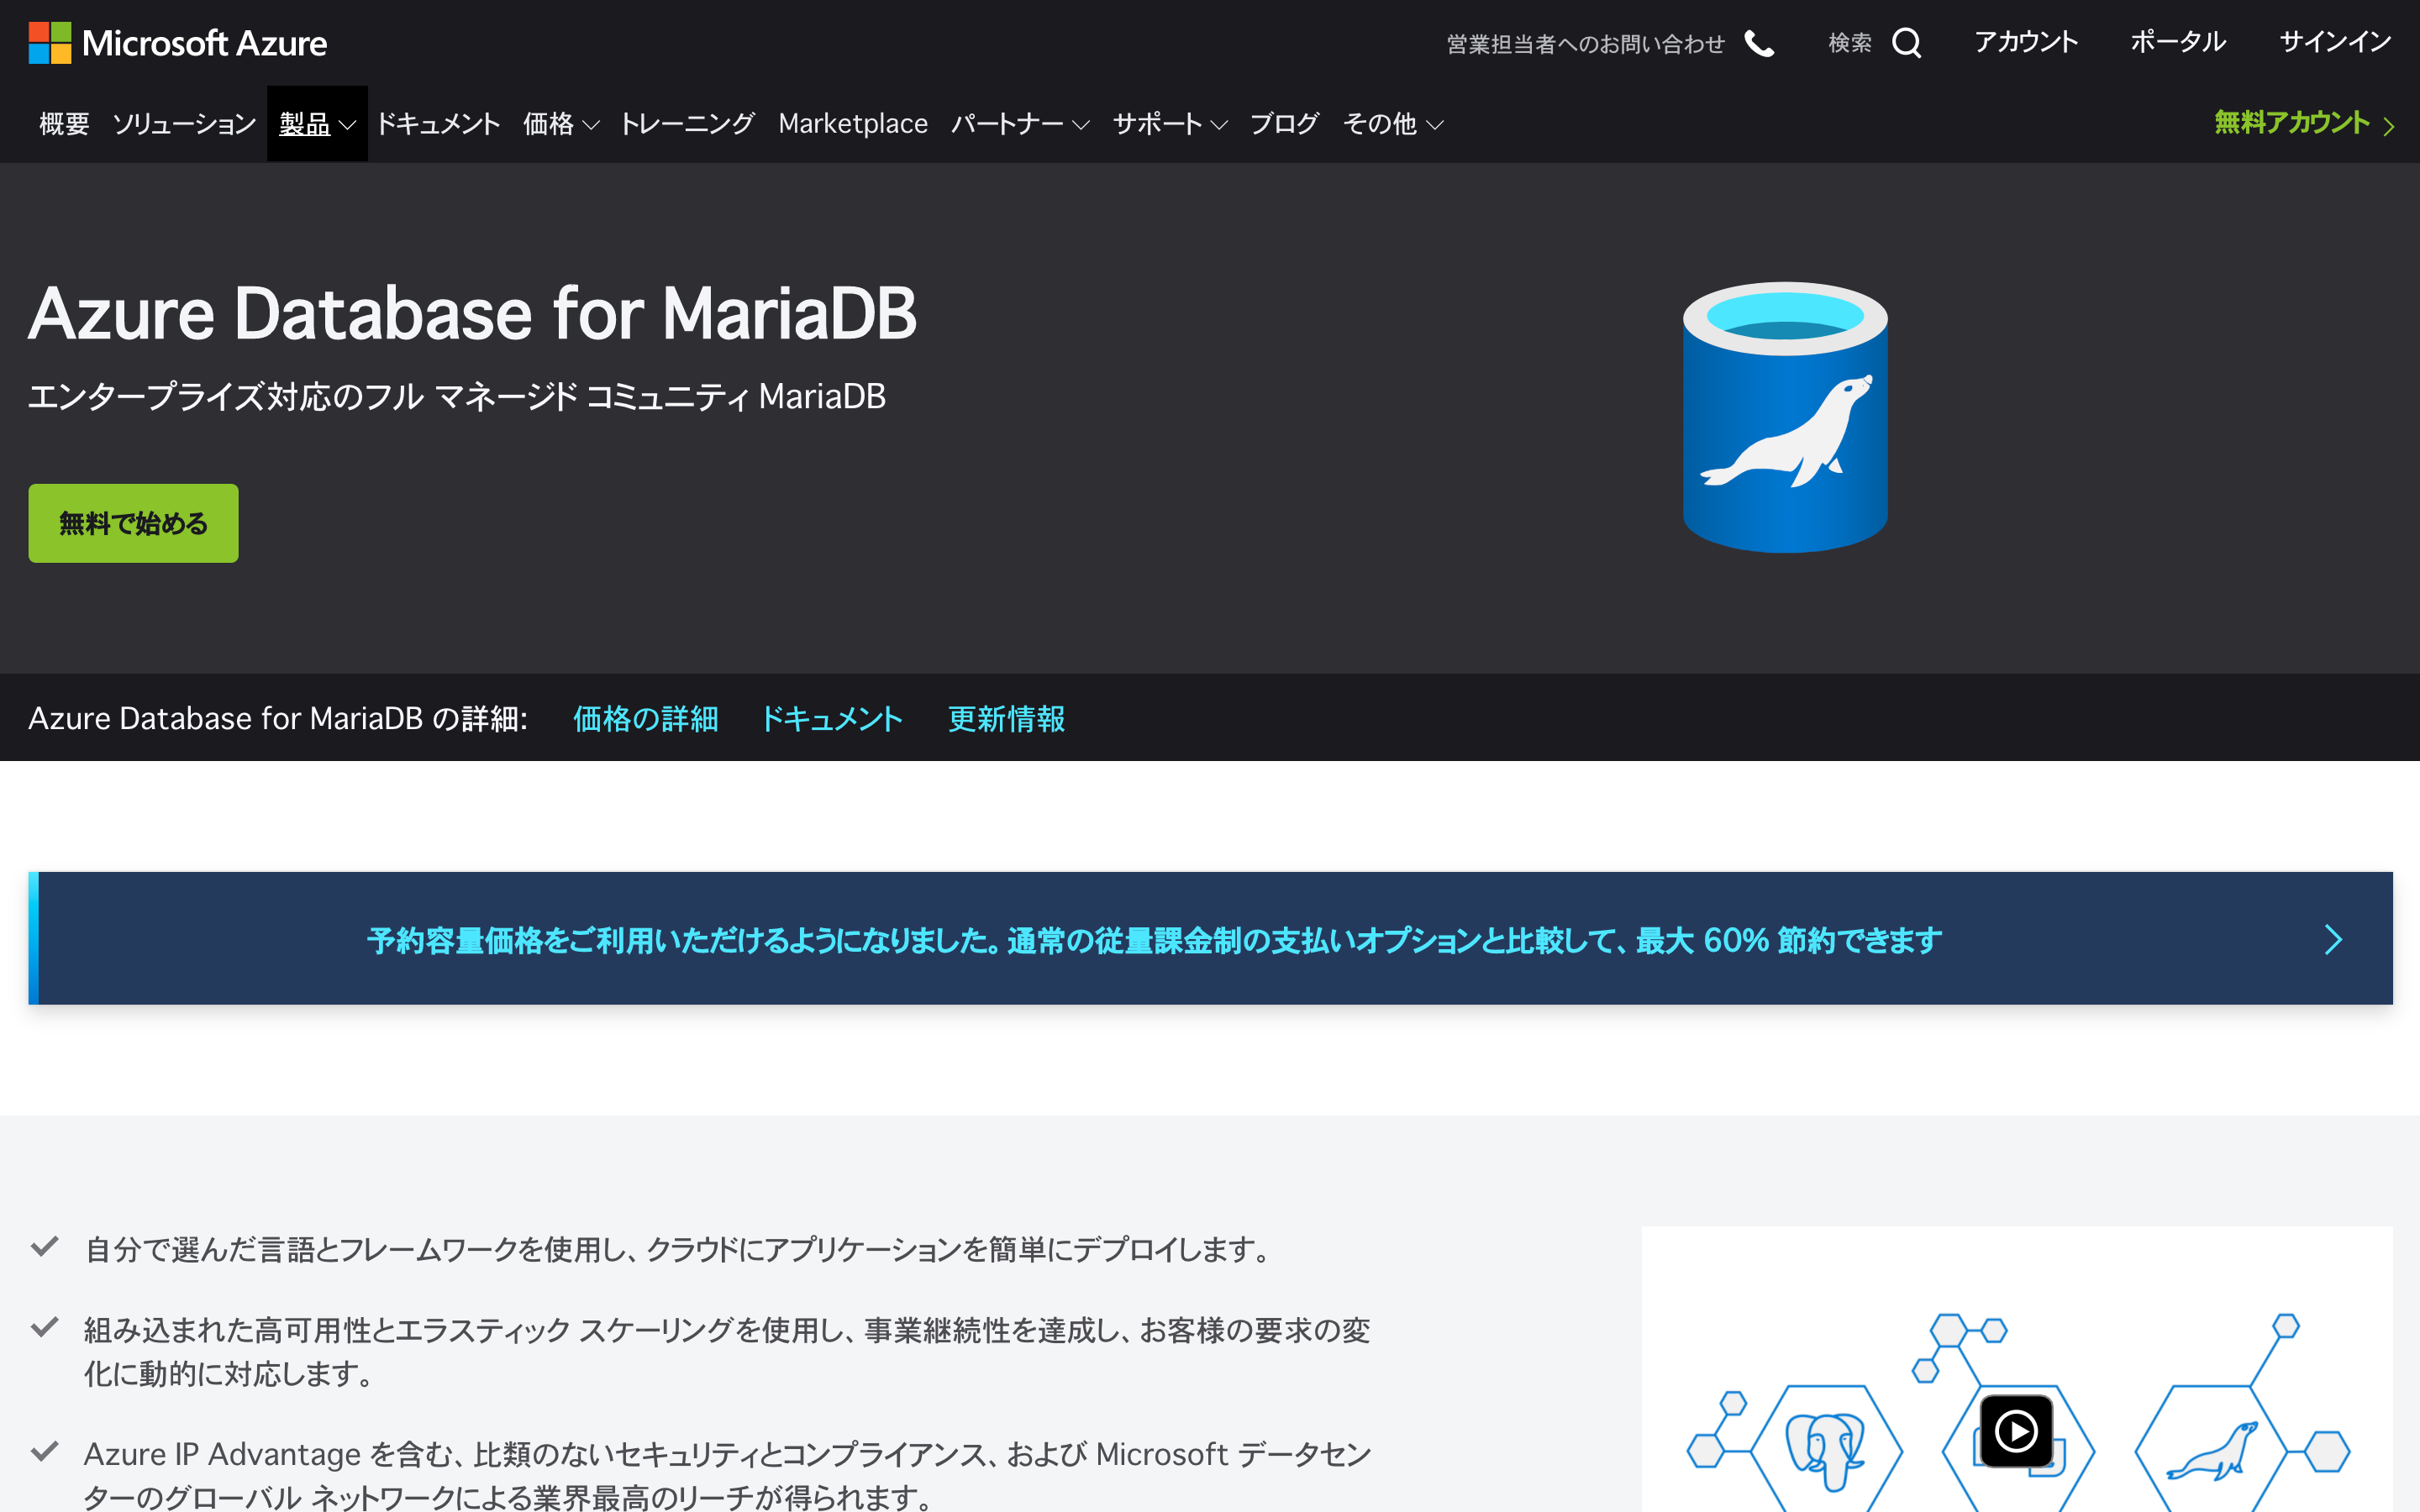 Microsoft Azure
営業担当者へのお問い合わせ 検索 アカウント ポータル サインイン
概要 ソリューション 製品 ドキュメント 価格 トレーニング Marketplace パートナー サポート ブログ その他 無料アカウント
Azure Database for MariaDB
エンタープライズ対応のフル マネージド コミュニティ MariaDB
無料で始める
Azure Database for MariaDB の詳細: 価格の詳細 ドキュメント 更新情報
予約容量価格をご利用いただけるようになりました。通常の従量課金制の支払いオプションと比較して、最大 60% 節約できます
自分で選んだ言語とフレームワークを使用し、クラウドにアプリケーションを簡単にデプロイします。
組み込まれた高可用性とエラスティック スケーリングを使用し、事業継続性を達成し、お客様の要求の変
化に動的に対応します。
Azure IP Advantage を含む、比類のないセキュリティとコンプライアンス、および Microsoft データセン
ターのグローバル ネットワークによる業界最高のリーチが得られます。